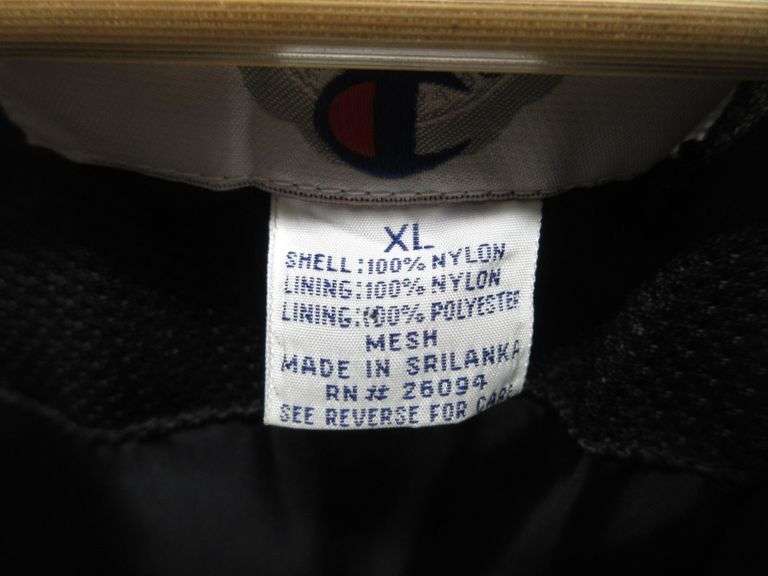 XL
SHELL:100% NYLON
LINING:100% NYLON
LINING:100% POLYESTER
MESH
MADE IN SRILANKA
RN# 26094
SEE REVERSE FOR CARE